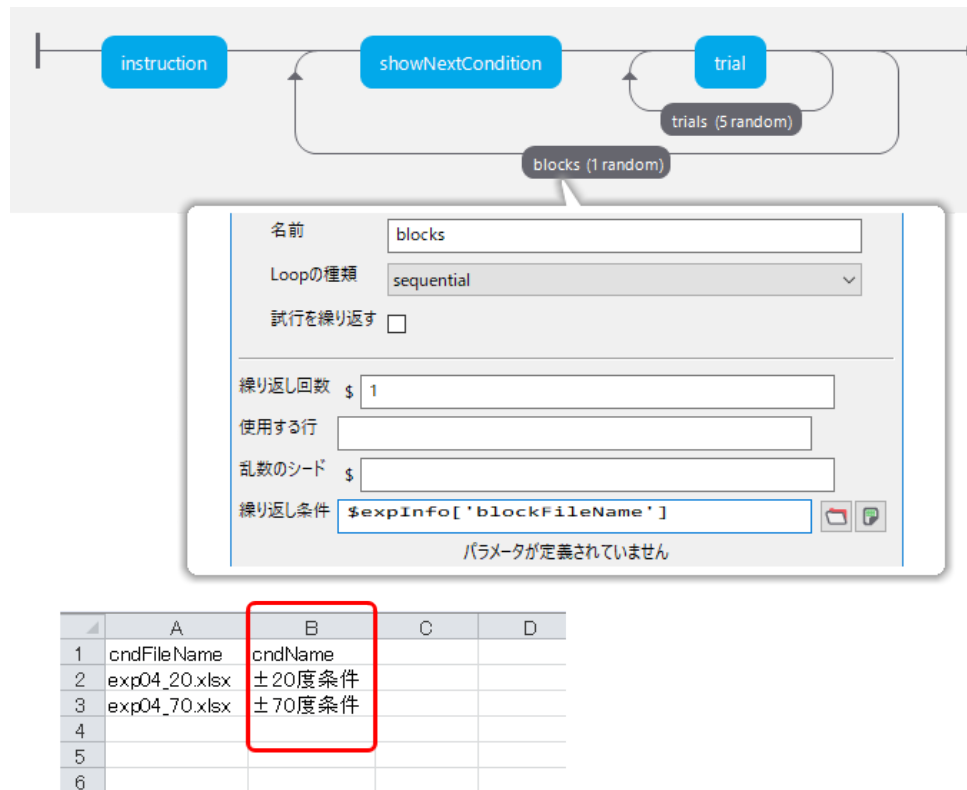 instruction
showNextCondition
trial
trials (5 random)
blocks (1 random)
名前 blocks
Loopの種類 sequential
試行を繰り返す
繰り返し回数 $ 1
使用する行
乱数のシード $
繰り返し条件 $expInfo['blockFileName']
パラメータが定義されていません
A B C D
1 cndFileName cndName
2 exp04_20.xlsx ±20度条件
3 exp04_70.xlsx ±70度条件
4
5
6